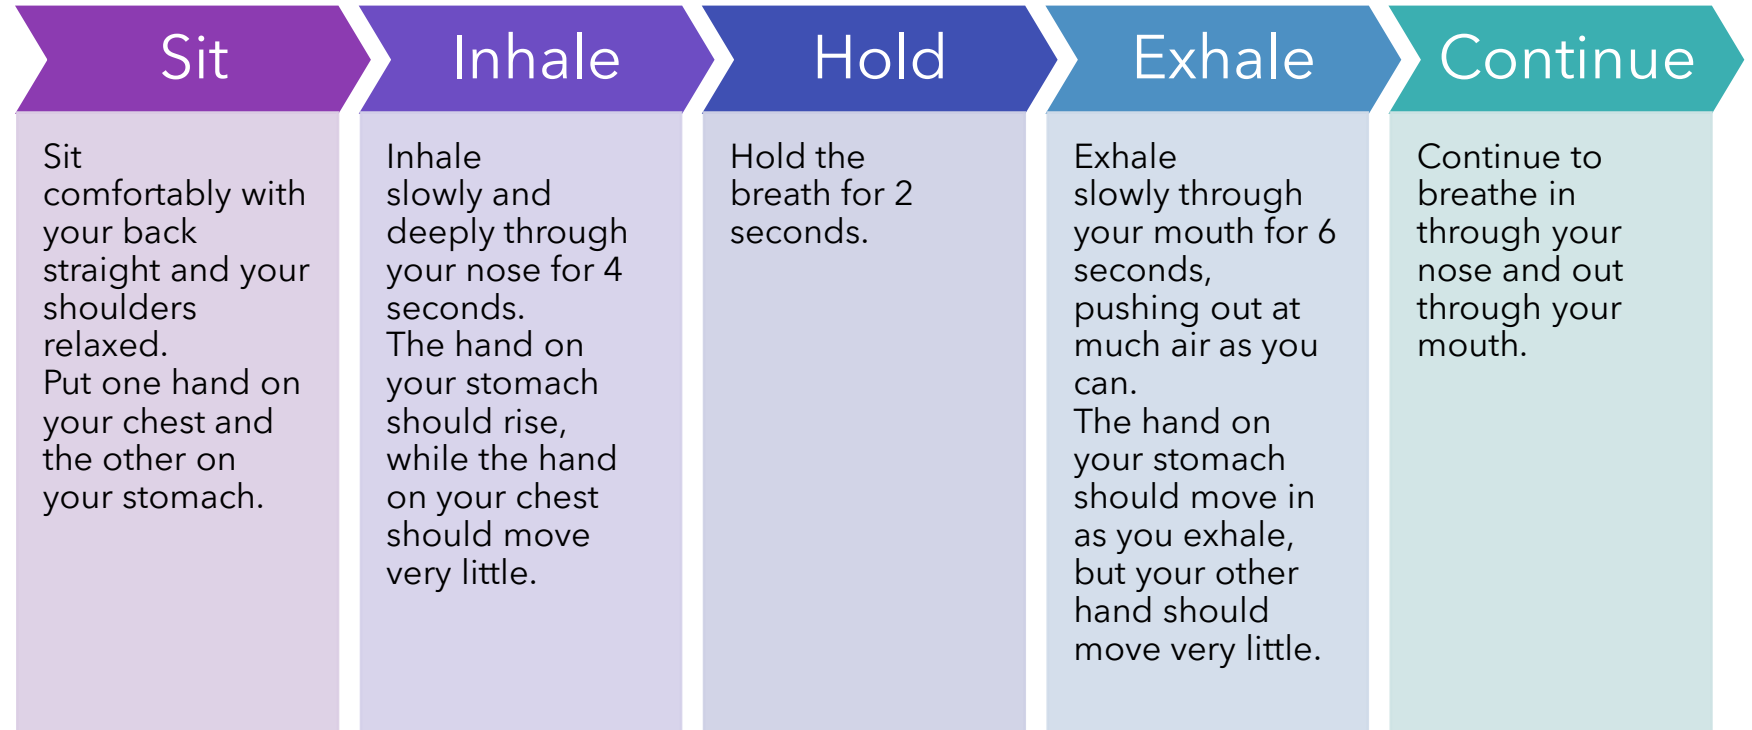 Sit
Inhale
Hold
Exhale
Continue
Sit
comfortably with
your back
straight and your
shoulders
relaxed.
Put one hand on
your chest and
the other on
your stomach.
Inhale
slowly and
deeply through
your nose for 4
seconds.
The hand on
your stomach
should rise,
while the hand
on your chest
should move
very little.
Hold the
breath for 2
seconds.
Exhale
slowly through
your mouth for 6
seconds,
pushing out at
much air as you
can.
The hand on
your stomach
should move in
as you exhale,
but your other
hand should
move very little.
Continue to
breathe in
through your
nose and out
through your
mouth.